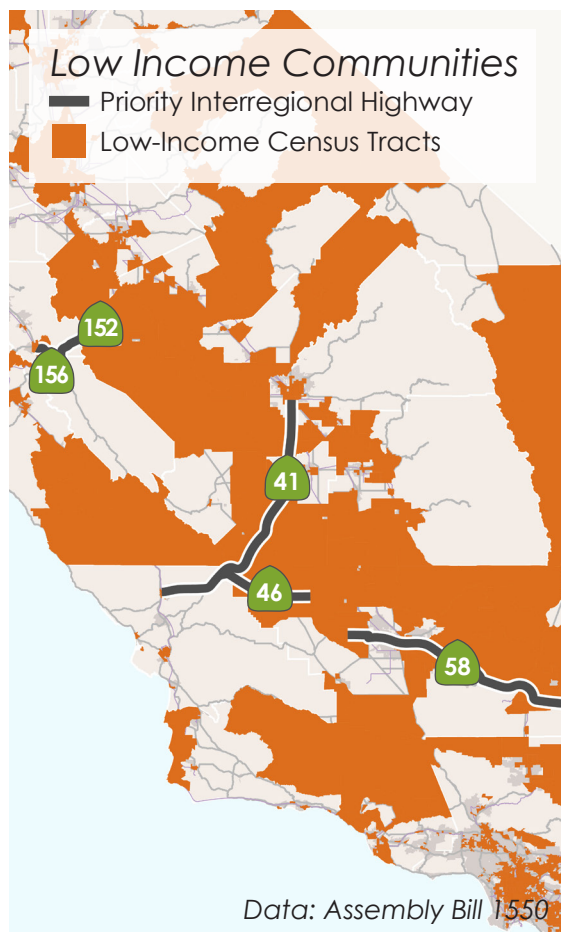 Low Income Communities
Priority Interregional Highway
Low-Income Census Tracts
152
156
41
46
58
Data: Assembly Bill 1550